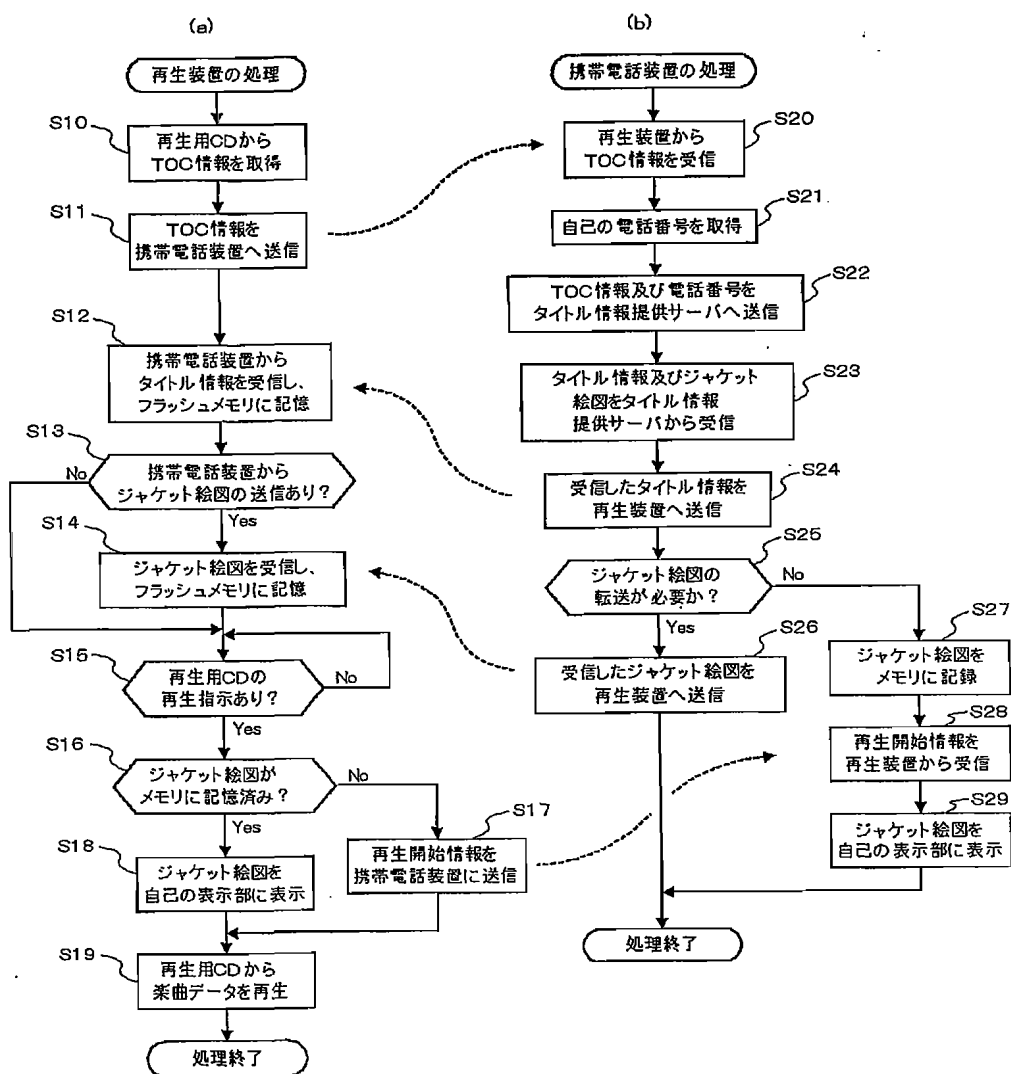 (a)
再生装置の処理
S10
再生用CDから
TOC情報を取得
S11
TOC情報を
携帯電話装置へ送信
S12
携帯電話装置から
タイトル情報を受信し、
フラッシュメモリに記憶
S13
携帯電話装置から
ジャケット絵図の送信あり?
No
Yes
S14
ジャケット絵図を受信し、
フラッシュメモリに記憶
S15
再生用CDの
再生指示あり?
No
Yes
S16
ジャケット絵図が
メモリに記憶済み?
No
Yes
S17
再生開始情報を
携帯電話装置に送信
S18
ジャケット絵図を
自己の表示部に表示
S19
再生用CDから
楽曲データを再生
処理終了
(b)
携帯電話装置の処理
S20
再生装置から
TOC情報を受信
S21
自己の電話番号を取得
S22
TOC情報及び電話番号を
タイトル情報提供サーバへ送信
S23
タイトル情報及びジャケット
絵図をタイトル情報
提供サーバから受信
S24
受信したタイトル情報を
再生装置へ送信
S25
ジャケット絵図の
転送が必要か?
No
Yes
S26
受信したジャケット絵図を
再生装置へ送信
S27
ジャケット絵図を
メモリに記録
S28
再生開始情報を
再生装置から受信
S29
ジャケット絵図を
自己の表示部に表示
処理終了